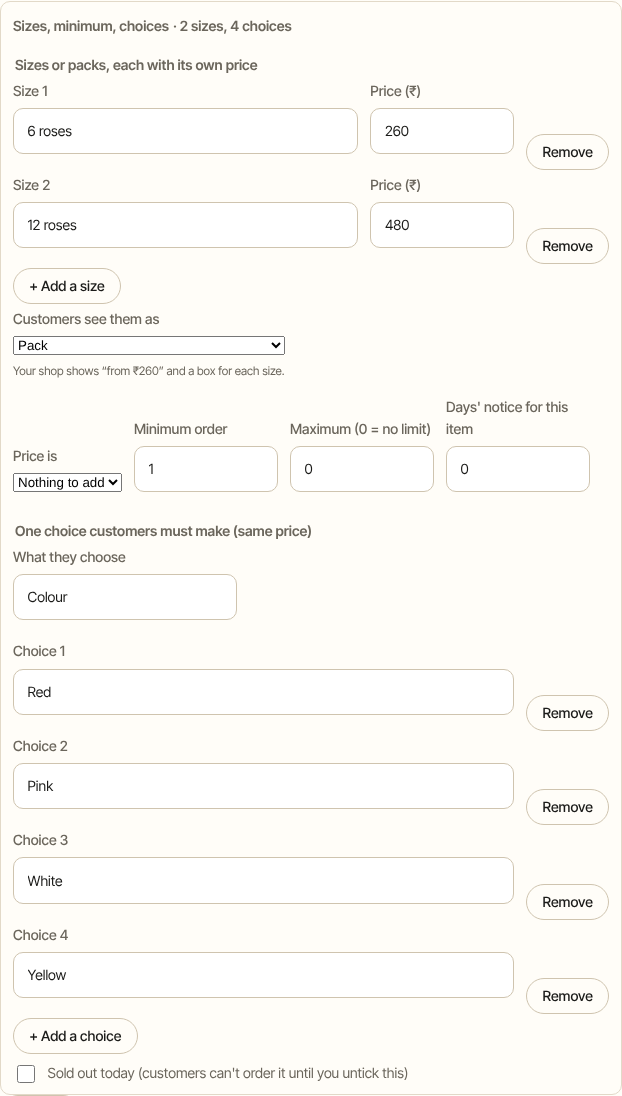 Sizes, minimum, choices · 2 sizes, 4 choices
Sizes or packs, each with its own price
Size 1 Price (₹)
6 roses 260 Remove
Size 2 Price (₹)
12 roses 480 Remove
+ Add a size
Customers see them as
Pack
Your shop shows “from ₹260” and a box for each size.
Price is Minimum order Maximum (0 = no limit) Days' notice for this item
Nothing to add 1 0 0
One choice customers must make (same price)
What they choose
Colour
Choice 1
Red Remove
Choice 2
Pink Remove
Choice 3
White Remove
Choice 4
Yellow Remove
+ Add a choice
Sold out today (customers can't order it until you untick this)